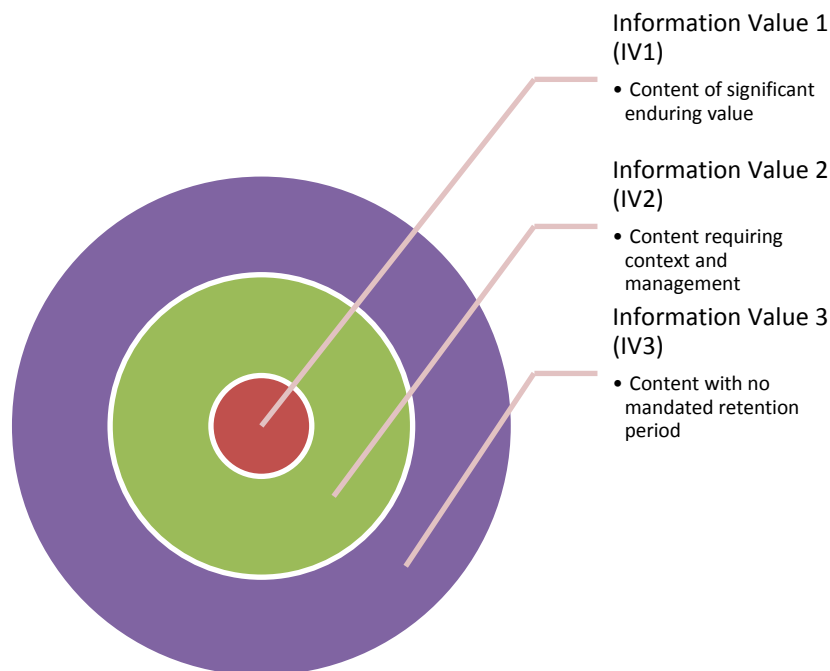 Information Value 1
(IV1)
• Content of significant
enduring value
Information Value 2
(IV2)
• Content requiring
context and
management
Information Value 3
(IV3)
• Content with no
mandated retention
period